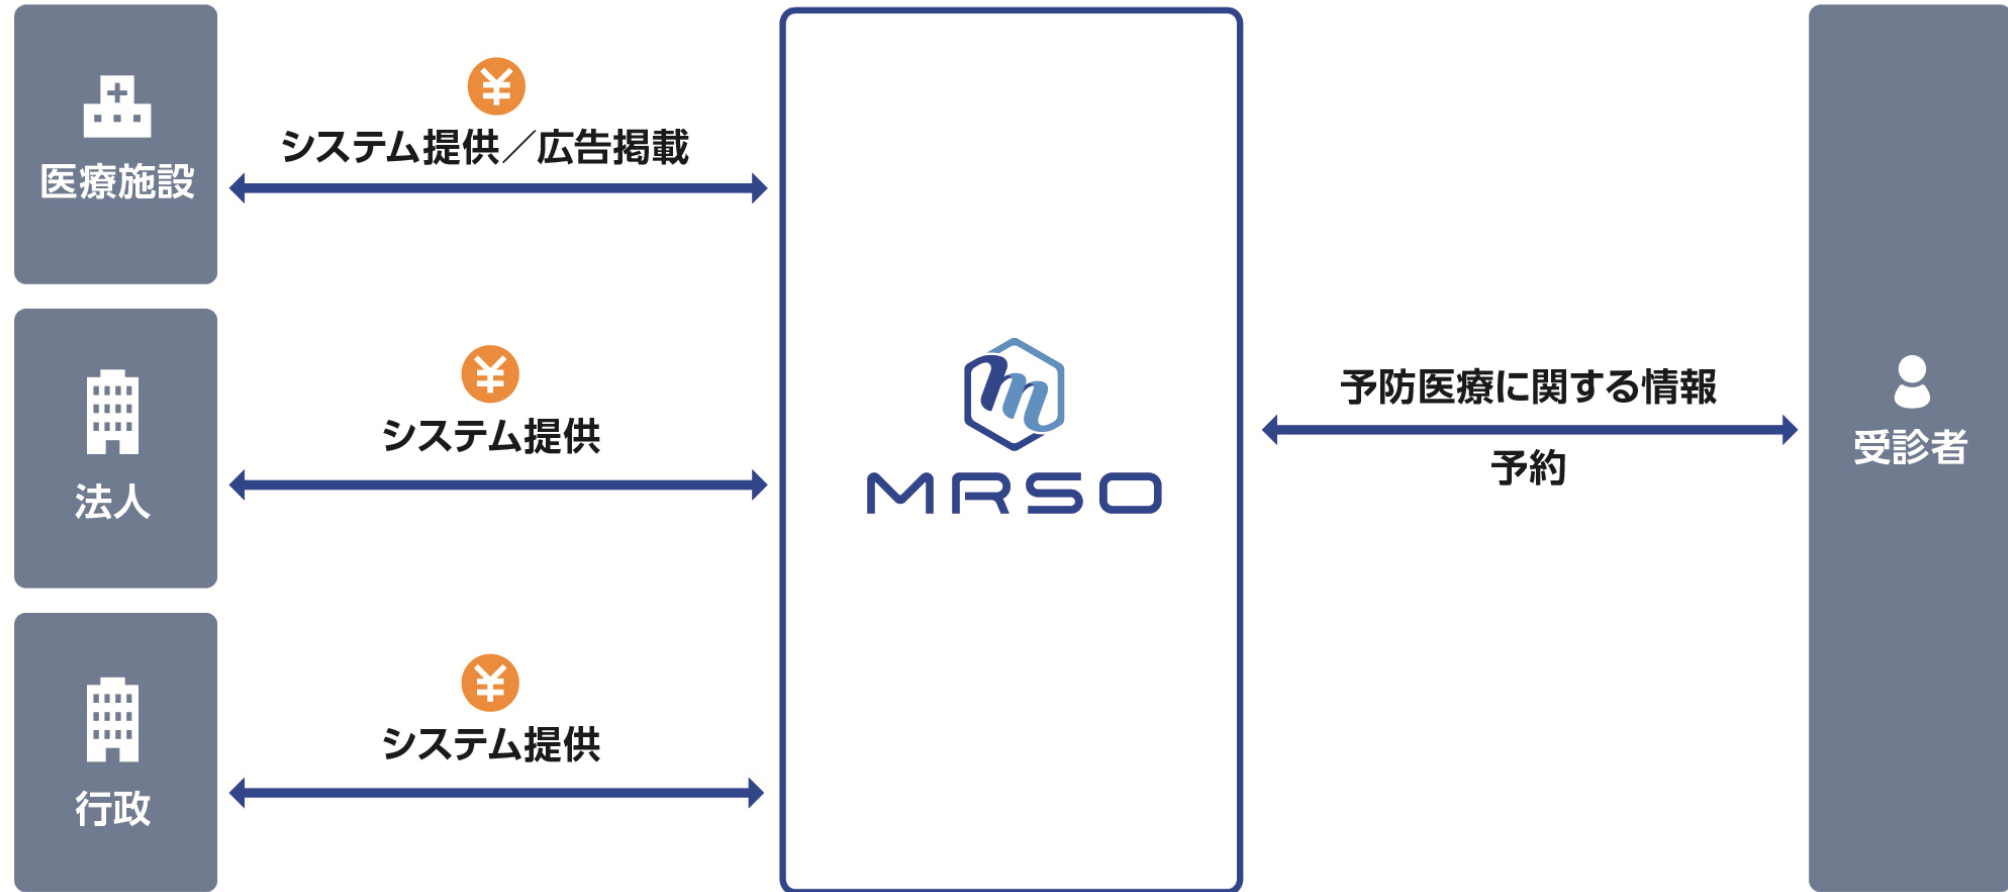 医療施設
¥
システム提供／広告掲載
法人
¥
システム提供
行政
¥
システム提供
m
MRSO
予防医療に関する情報
予約
受診者